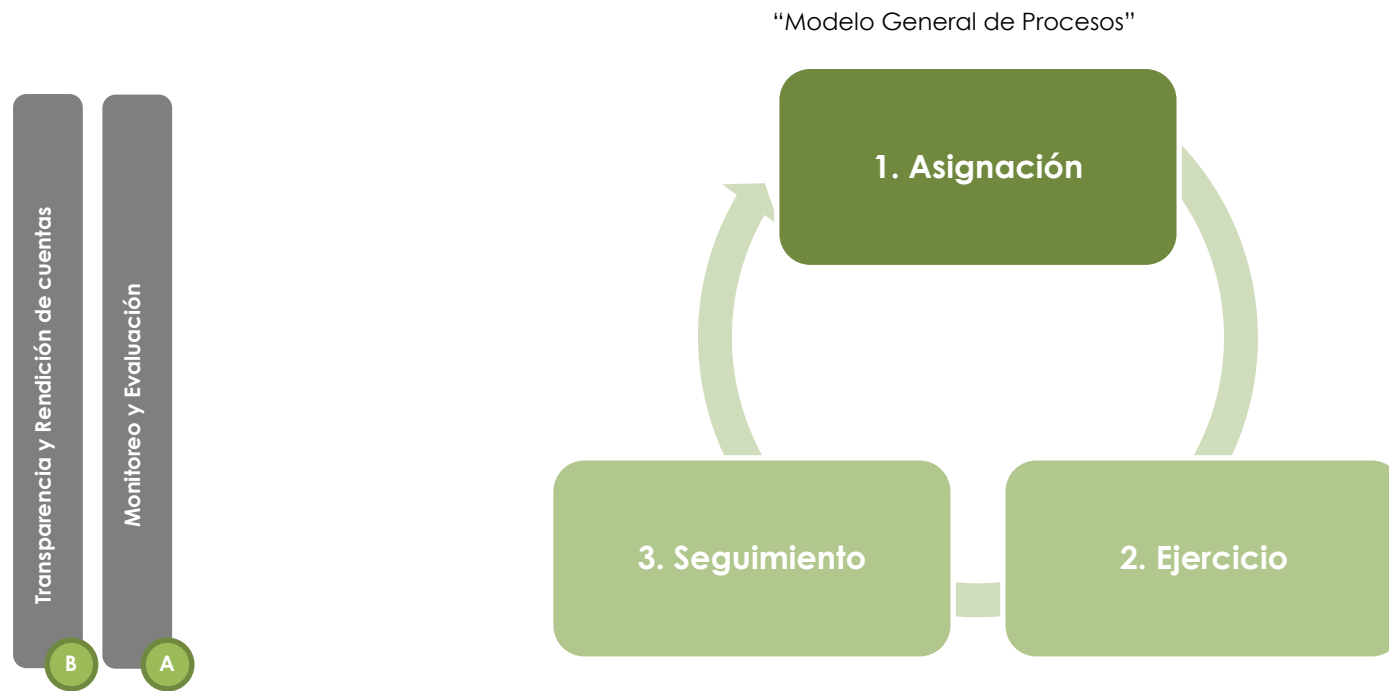 “Modelo General de Procesos”
1. Asignación
Transparencia y Rendición de cuentas
Monitoreo y Evaluación
3. Seguimiento
2. Ejercicio
B
A